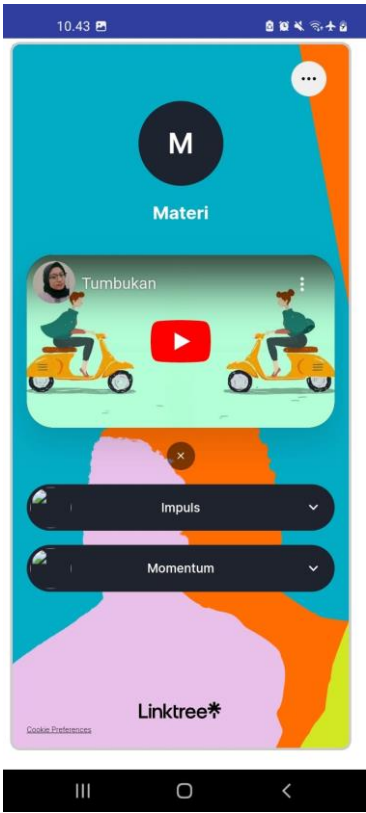 10.43
M
Materi
Tumbukan
Impuls
Momentum
Linktree
Cookie Preferences